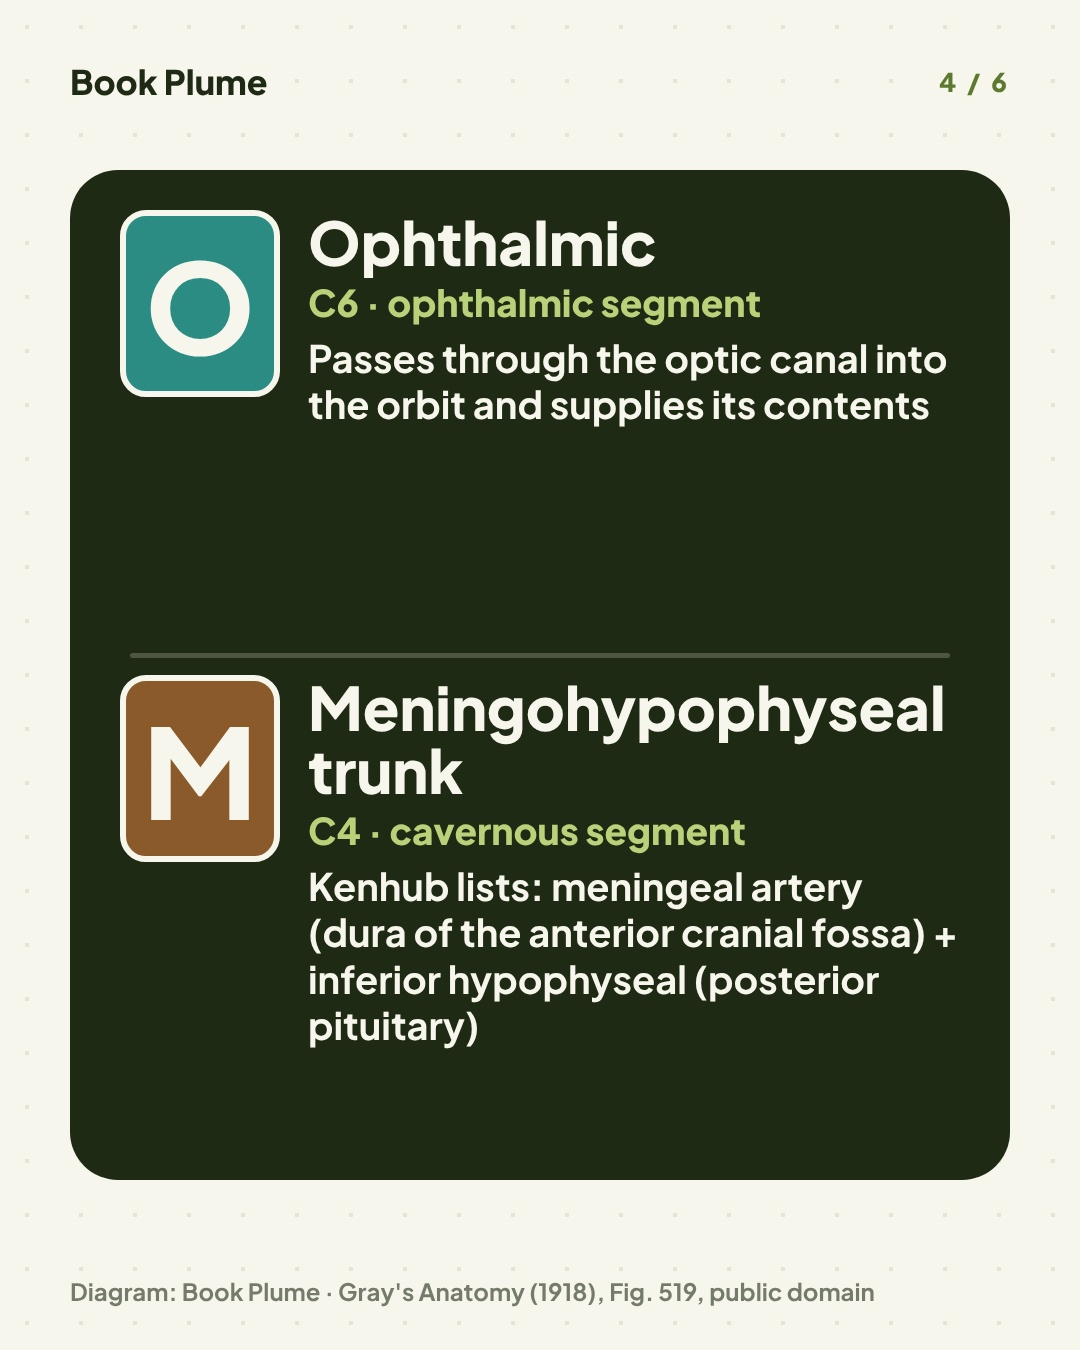 Book Plume
4 / 6
O
Ophthalmic
C6 · ophthalmic segment
Passes through the optic canal into
the orbit and supplies its contents
M
Meningohypophyseal
trunk
C4 · cavernous segment
Kenhub lists: meningeal artery
(dura of the anterior cranial fossa) +
inferior hypophyseal (posterior
pituitary)
Diagram: Book Plume · Gray's Anatomy (1918), Fig. 519, public domain